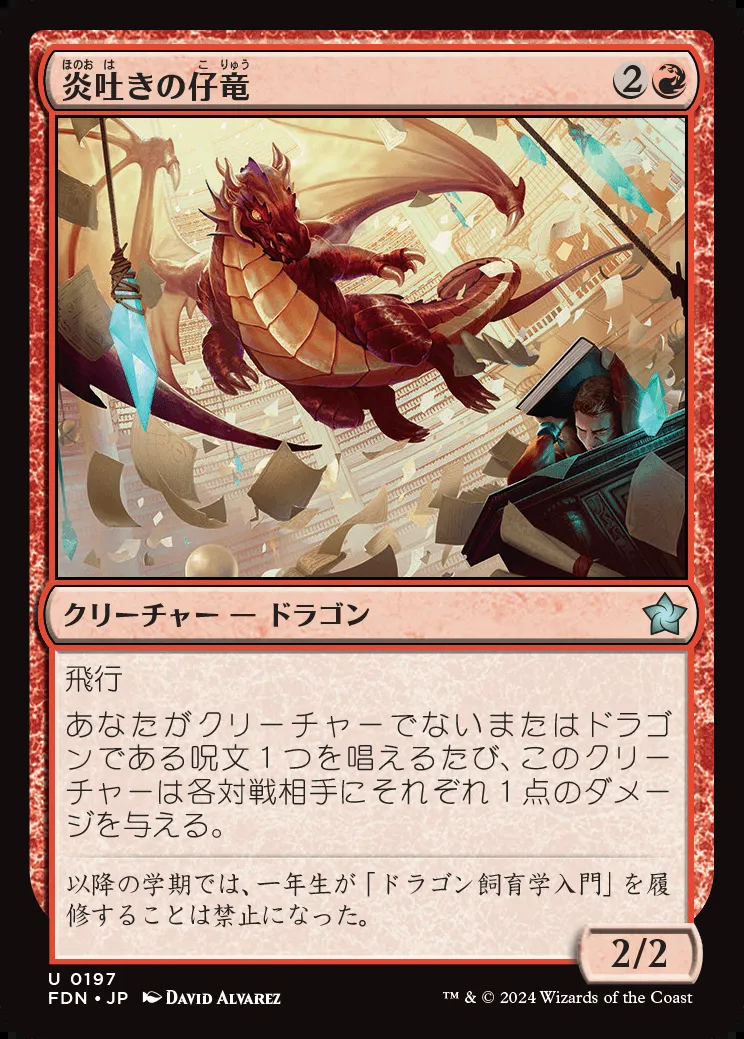 炎吐きの仔竜
ほのお は こ りゅう
2
クリーチャー — ドラゴン
飛行
あなたがクリーチャーでないまたはドラゴ
ンである呪文１つを唱えるたび、このクリー
チャーは各対戦相手にそれぞれ１点のダメー
ジを与える。
以降の学期では、一年生が「ドラゴン飼育学入門」を履
修することは禁止になった。
2/2
U 0197
FDN • JP DAVID ALVAREZ
™ & © 2024 Wizards of the Coast